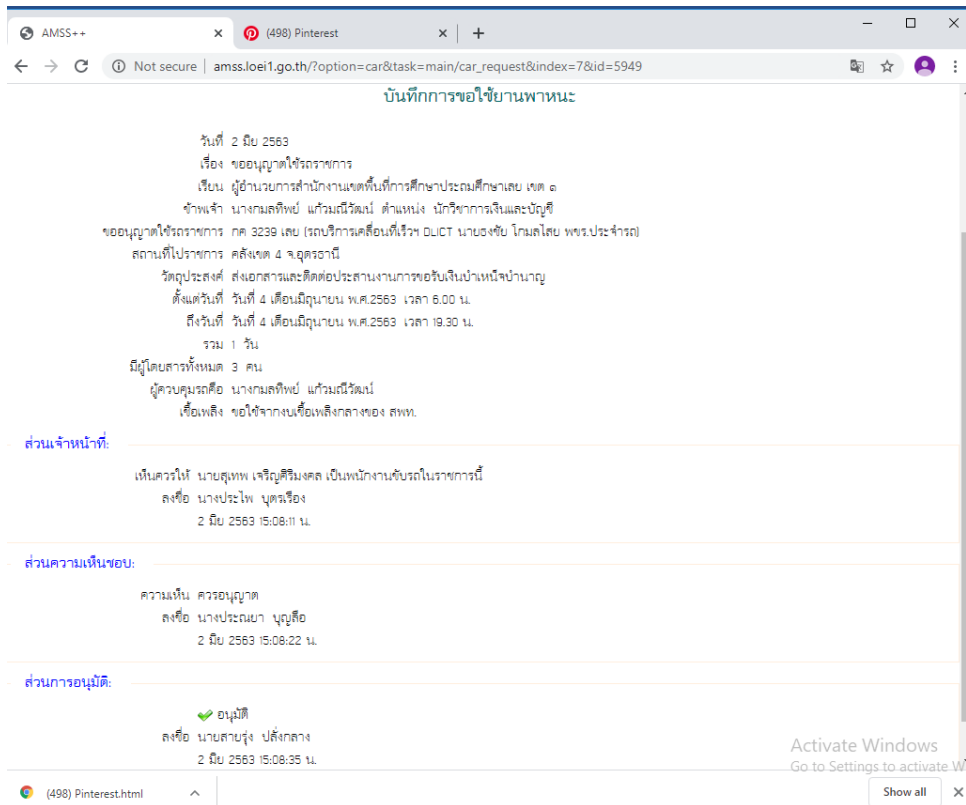 AMSS++
(498) Pinterest
Not secure | amss.loei1.go.th/?option=car&task=main/car_request&index=7&id=5949
บันทึกการขอใช้ยานพาหนะ
วันที่ 2 มิย 2563
เรื่อง ขออนุญาตใช้รถราชการ
เรียน ผู้อำนวยการสำนักงานเขตพื้นที่การศึกษาประถมศึกษาเลย เขต ๑
ข้าพเจ้า นางกมลทิพย์ แก้วมณีวัฒน์ ตำแหน่ง นักวิชาการเงินและบัญชี
ขออนุญาตใช้รถราชการ กค 3239 เลย (รถบริการเคลื่อนที่เร็วฯ DLICT นายธงชัย โกมลไสย พขร.ประจำรถ)
สถานที่ไปราชการ คลังเขต 4 จ.อุดรธานี
วัตถุประสงค์ ส่งเอกสารและติดต่อประสานงานการขอรับเงินบำเหน็จบำนาญ
ตั้งแต่วันที่ วันที่ 4 เดือนมิถุนายน พ.ศ.2563 เวลา 6.00 น.
ถึงวันที่ วันที่ 4 เดือนมิถุนายน พ.ศ.2563 เวลา 19.30 น.
รวม 1 วัน
มีผู้โดยสารทั้งหมด 3 คน
ผู้ควบคุมรถคือ นางกมลทิพย์ แก้วมณีวัฒน์
เชื้อเพลิง ขอใช้จากงบเชื้อเพลิงกลางของ สพท.
ส่วนเจ้าหน้าที่:
เห็นควรให้ นายสุเทพ เจริญศิริมงคล เป็นพนักงานขับรถในราชการนี้
ลงชื่อ นางประไพ บุตรเรือง
2 มิย 2563 15:08:11 น.
ส่วนความเห็นชอบ:
ความเห็น ควรอนุญาต
ลงชื่อ นางประณยา บุญลือ
2 มิย 2563 15:08:22 น.
ส่วนการอนุมัติ:
อนุมัติ
ลงชื่อ นายสายรุ่ง ปลั่งกลาง
2 มิย 2563 15:08:35 น.
Activate Windows
Go to Settings to activate W
(498) Pinterest.html
Show all